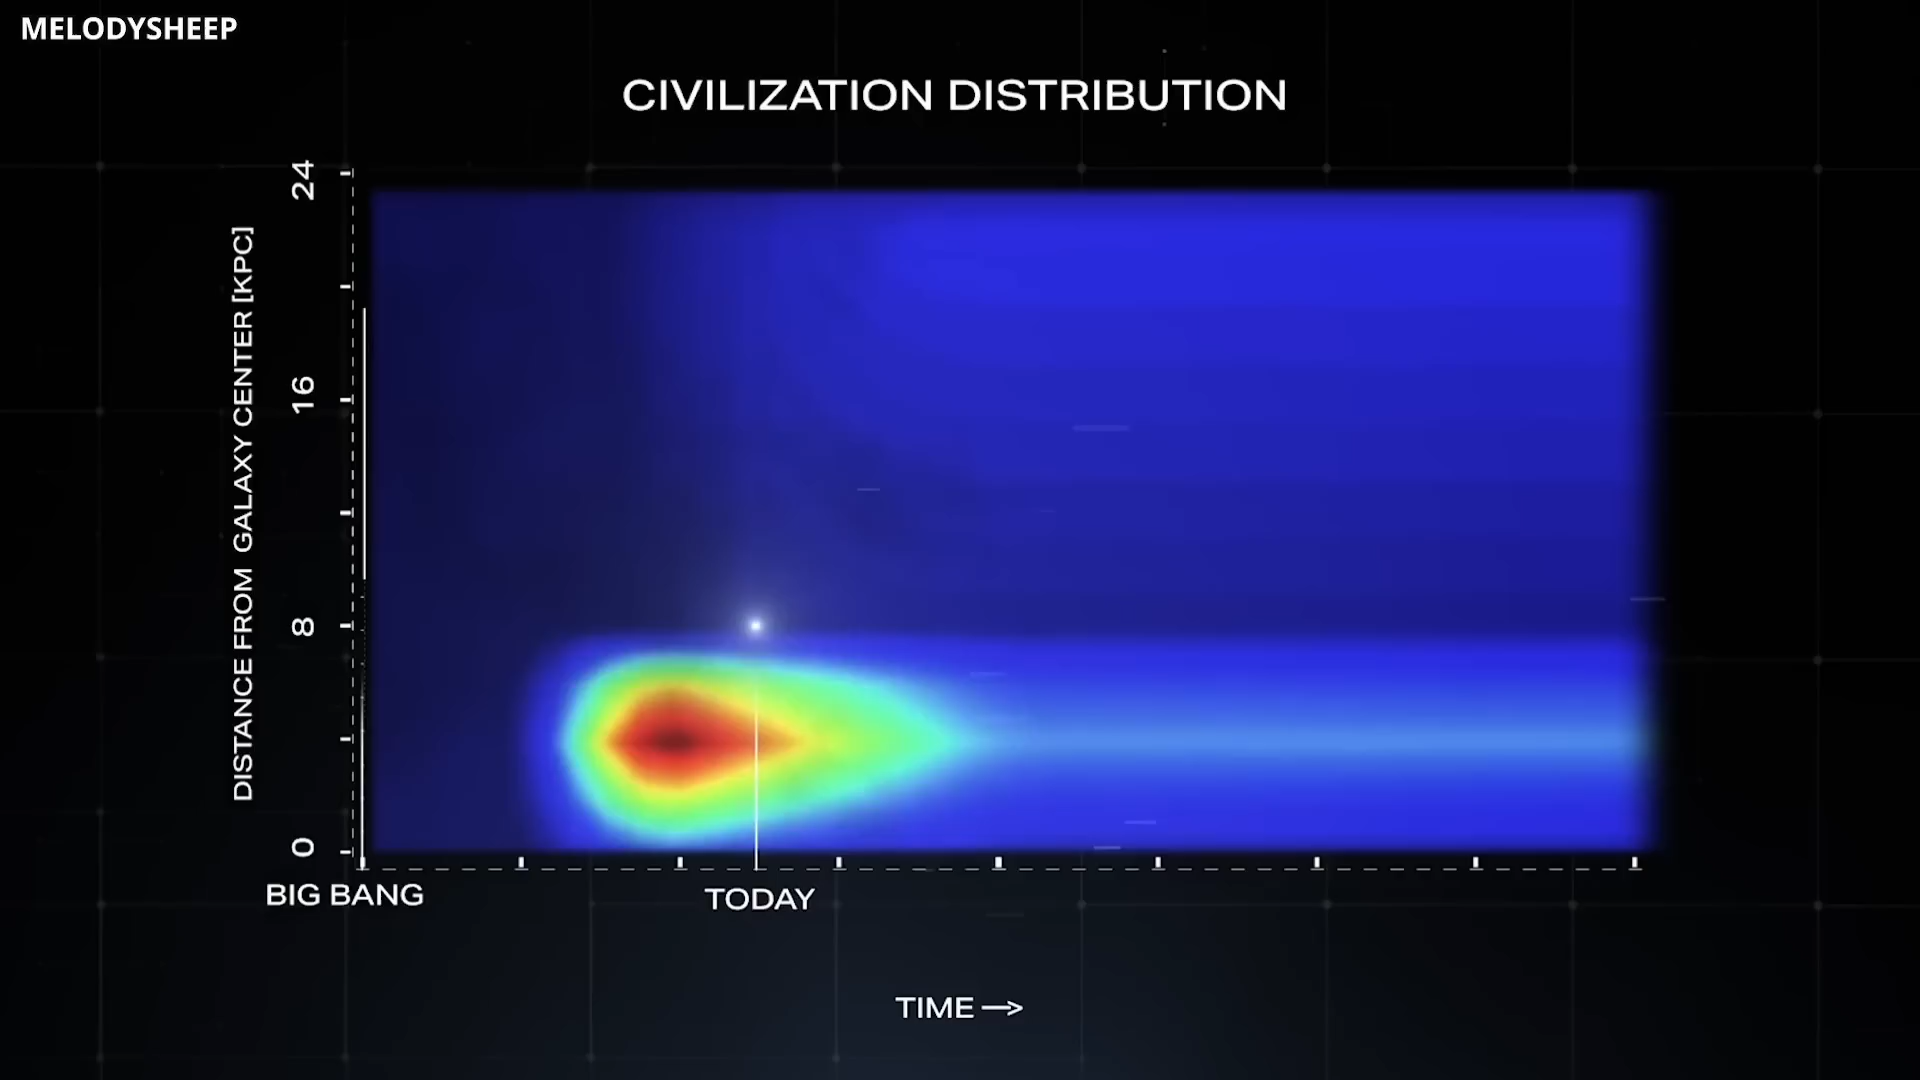 MELODYSHEEP
CIVILIZATION DISTRIBUTION
DISTANCE FROM GALAXY CENTER [KPC]
24
16
8
0
BIG BANG
TODAY
TIME →